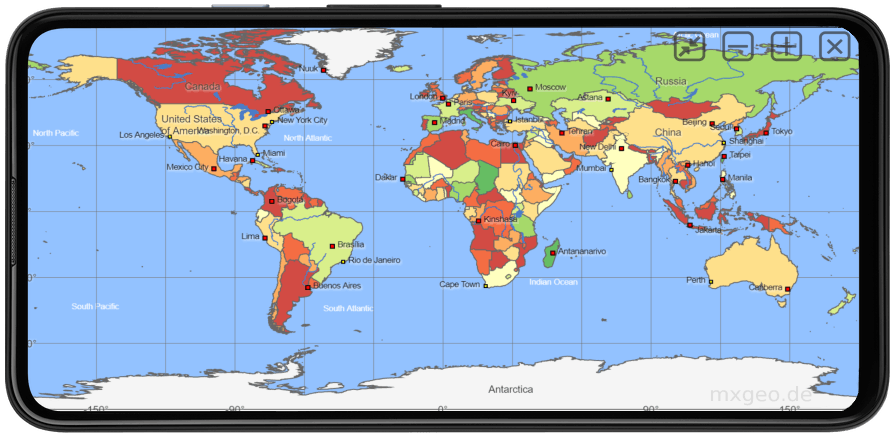 Nuuk
Canada
Russia
Moscow
London
Kyiv
Astana
Paris
Ottawa
United States
of America
New York City
Washington, D.C.
Los Angeles
Madrid
Istanbul
Beijing
Seoul
Tokyo
China
Tehran
North Pacific
North Atlantic
Cairo
New Delhi
Shanghai
Taipei
Miami
Havana
Mexico City
Mumbai
Hanoi
Dakar
Bangkok
Manila
Bogota
Kinshasa
Jakarta
Lima
Brasília
Antananarivo
Rio de Janeiro
Perth
Cape Town
Indian Ocean
Buenos Aires
Canberra
South Pacific
South Atlantic
Antarctica
mxgeo.de
-150°
-90°
0°
90°
150°